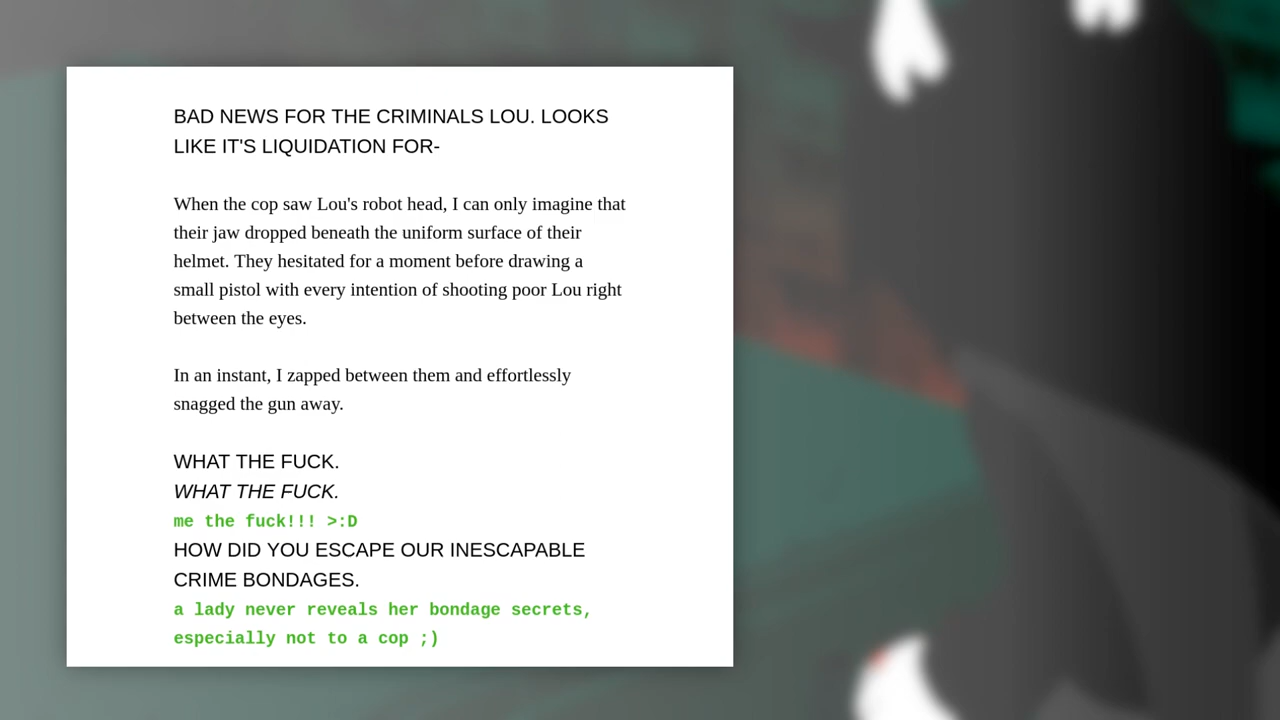 BAD NEWS FOR THE CRIMINALS LOU. LOOKS
LIKE IT'S LIQUIDATION FOR-
When the cop saw Lou's robot head, I can only imagine that
their jaw dropped beneath the uniform surface of their
helmet. They hesitated for a moment before drawing a
small pistol with every intention of shooting poor Lou right
between the eyes.
In an instant, I zapped between them and effortlessly
snagged the gun away.
WHAT THE FUCK.
WHAT THE FUCK.
me the fuck!!! >:D
HOW DID YOU ESCAPE OUR INESCAPABLE
CRIME BONDAGES.
a lady never reveals her bondage secrets,
especially not to a cop ;)